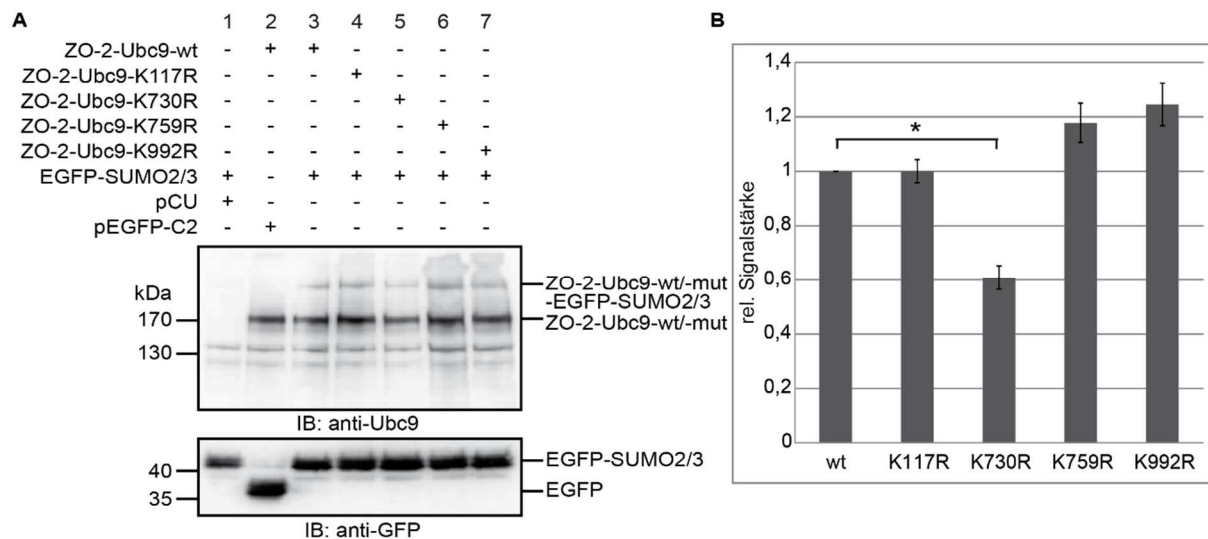 A
1 2 3 4 5 6 7
ZO-2-Ubc9-wt - + + - - - -
ZO-2-Ubc9-K117R - - - + - - -
ZO-2-Ubc9-K730R - - - - + - -
ZO-2-Ubc9-K759R - - - - - + -
ZO-2-Ubc9-K992R - - - - - - +
EGFP-SUMO2/3 + - + + + + +
pCU + - - - - - -
pEGFP-C2 - + - - - - -
kDa
170
130
ZO-2-Ubc9-wt/-mut
-EGFP-SUMO2/3
ZO-2-Ubc9-wt/-mut
IB: anti-Ubc9
40
35
EGFP-SUMO2/3
EGFP
IB: anti-GFP
B
rel. Signalstärke
1,4
1,2
1
0,8
0,6
0,4
0,2
0
*
wt K117R K730R K759R K992R